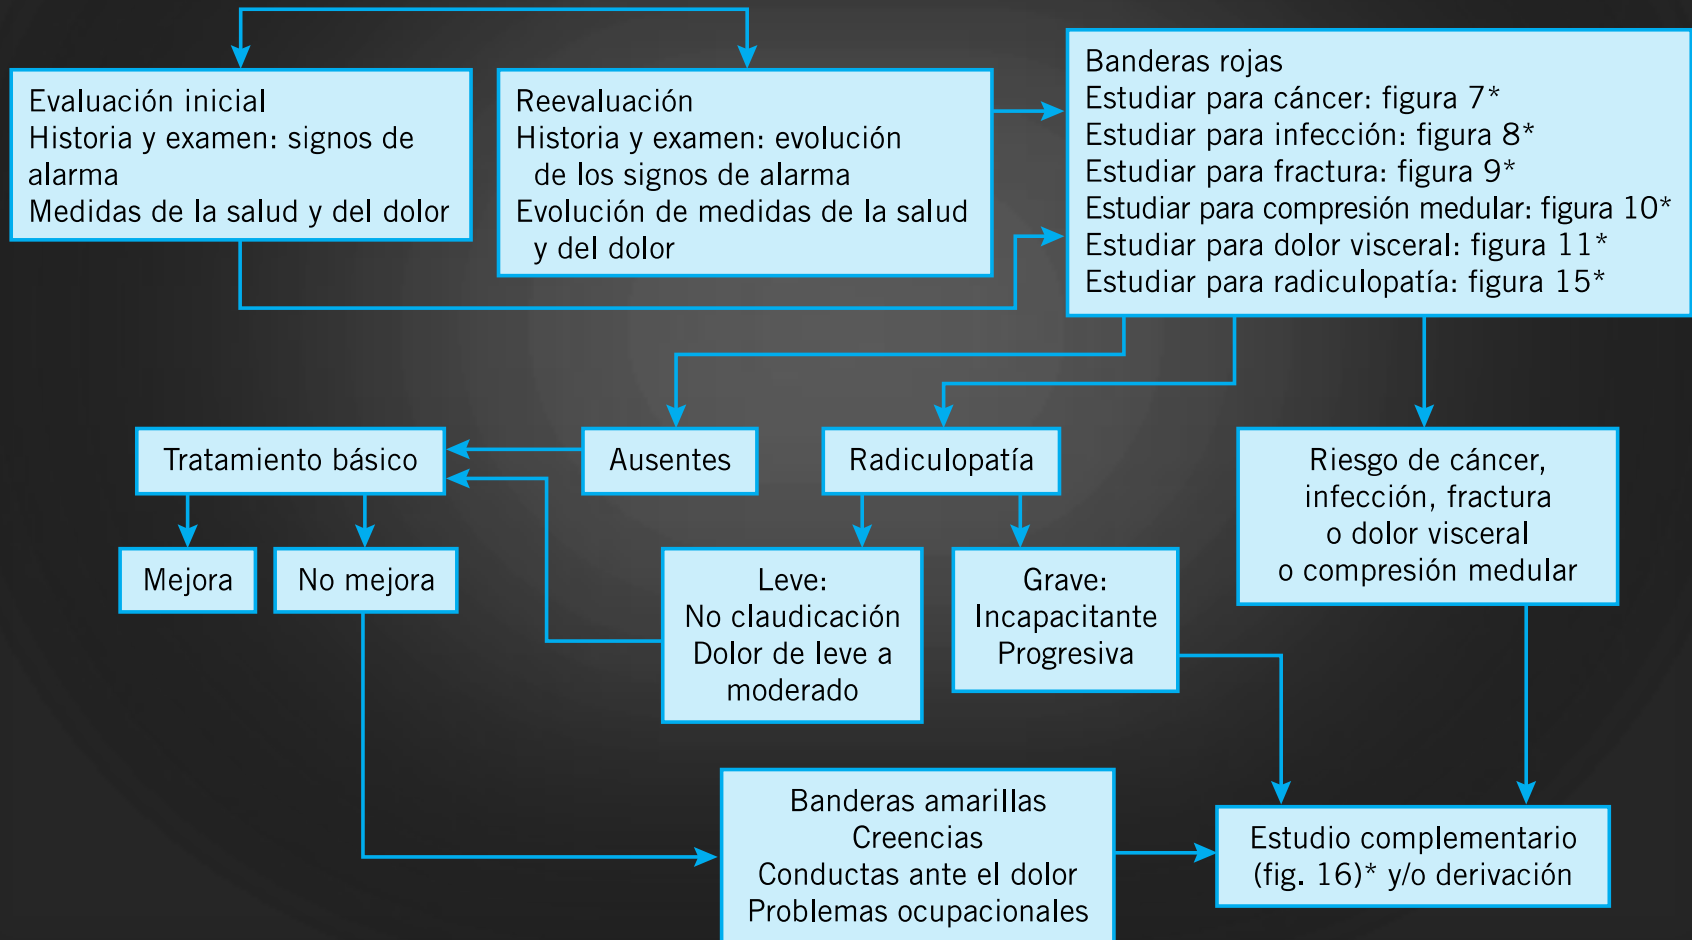 Evaluación inicial
Historia y examen: signos de
alarma
Medidas de la salud y del dolor
Reevaluación
Historia y examen: evolución
de los signos de alarma
Evolución de medidas de la salud
y del dolor
Banderas rojas
Estudiar para cáncer: figura 7*
Estudiar para infección: figura 8*
Estudiar para fractura: figura 9*
Estudiar para compresión medular: figura 10*
Estudiar para dolor visceral: figura 11*
Estudiar para radiculopatía: figura 15*
Tratamiento básico
Ausentes
Radiculopatía
Riesgo de cáncer,
infección, fractura
o dolor visceral
o compresión medular
Mejora
No mejora
Leve:
No claudicación
Dolor de leve a
moderado
Grave:
Incapacitante
Progresiva
Banderas amarillas
Creencias
Conductas ante el dolor
Problemas ocupacionales
Estudio complementario
(fig. 16)* y/o derivación